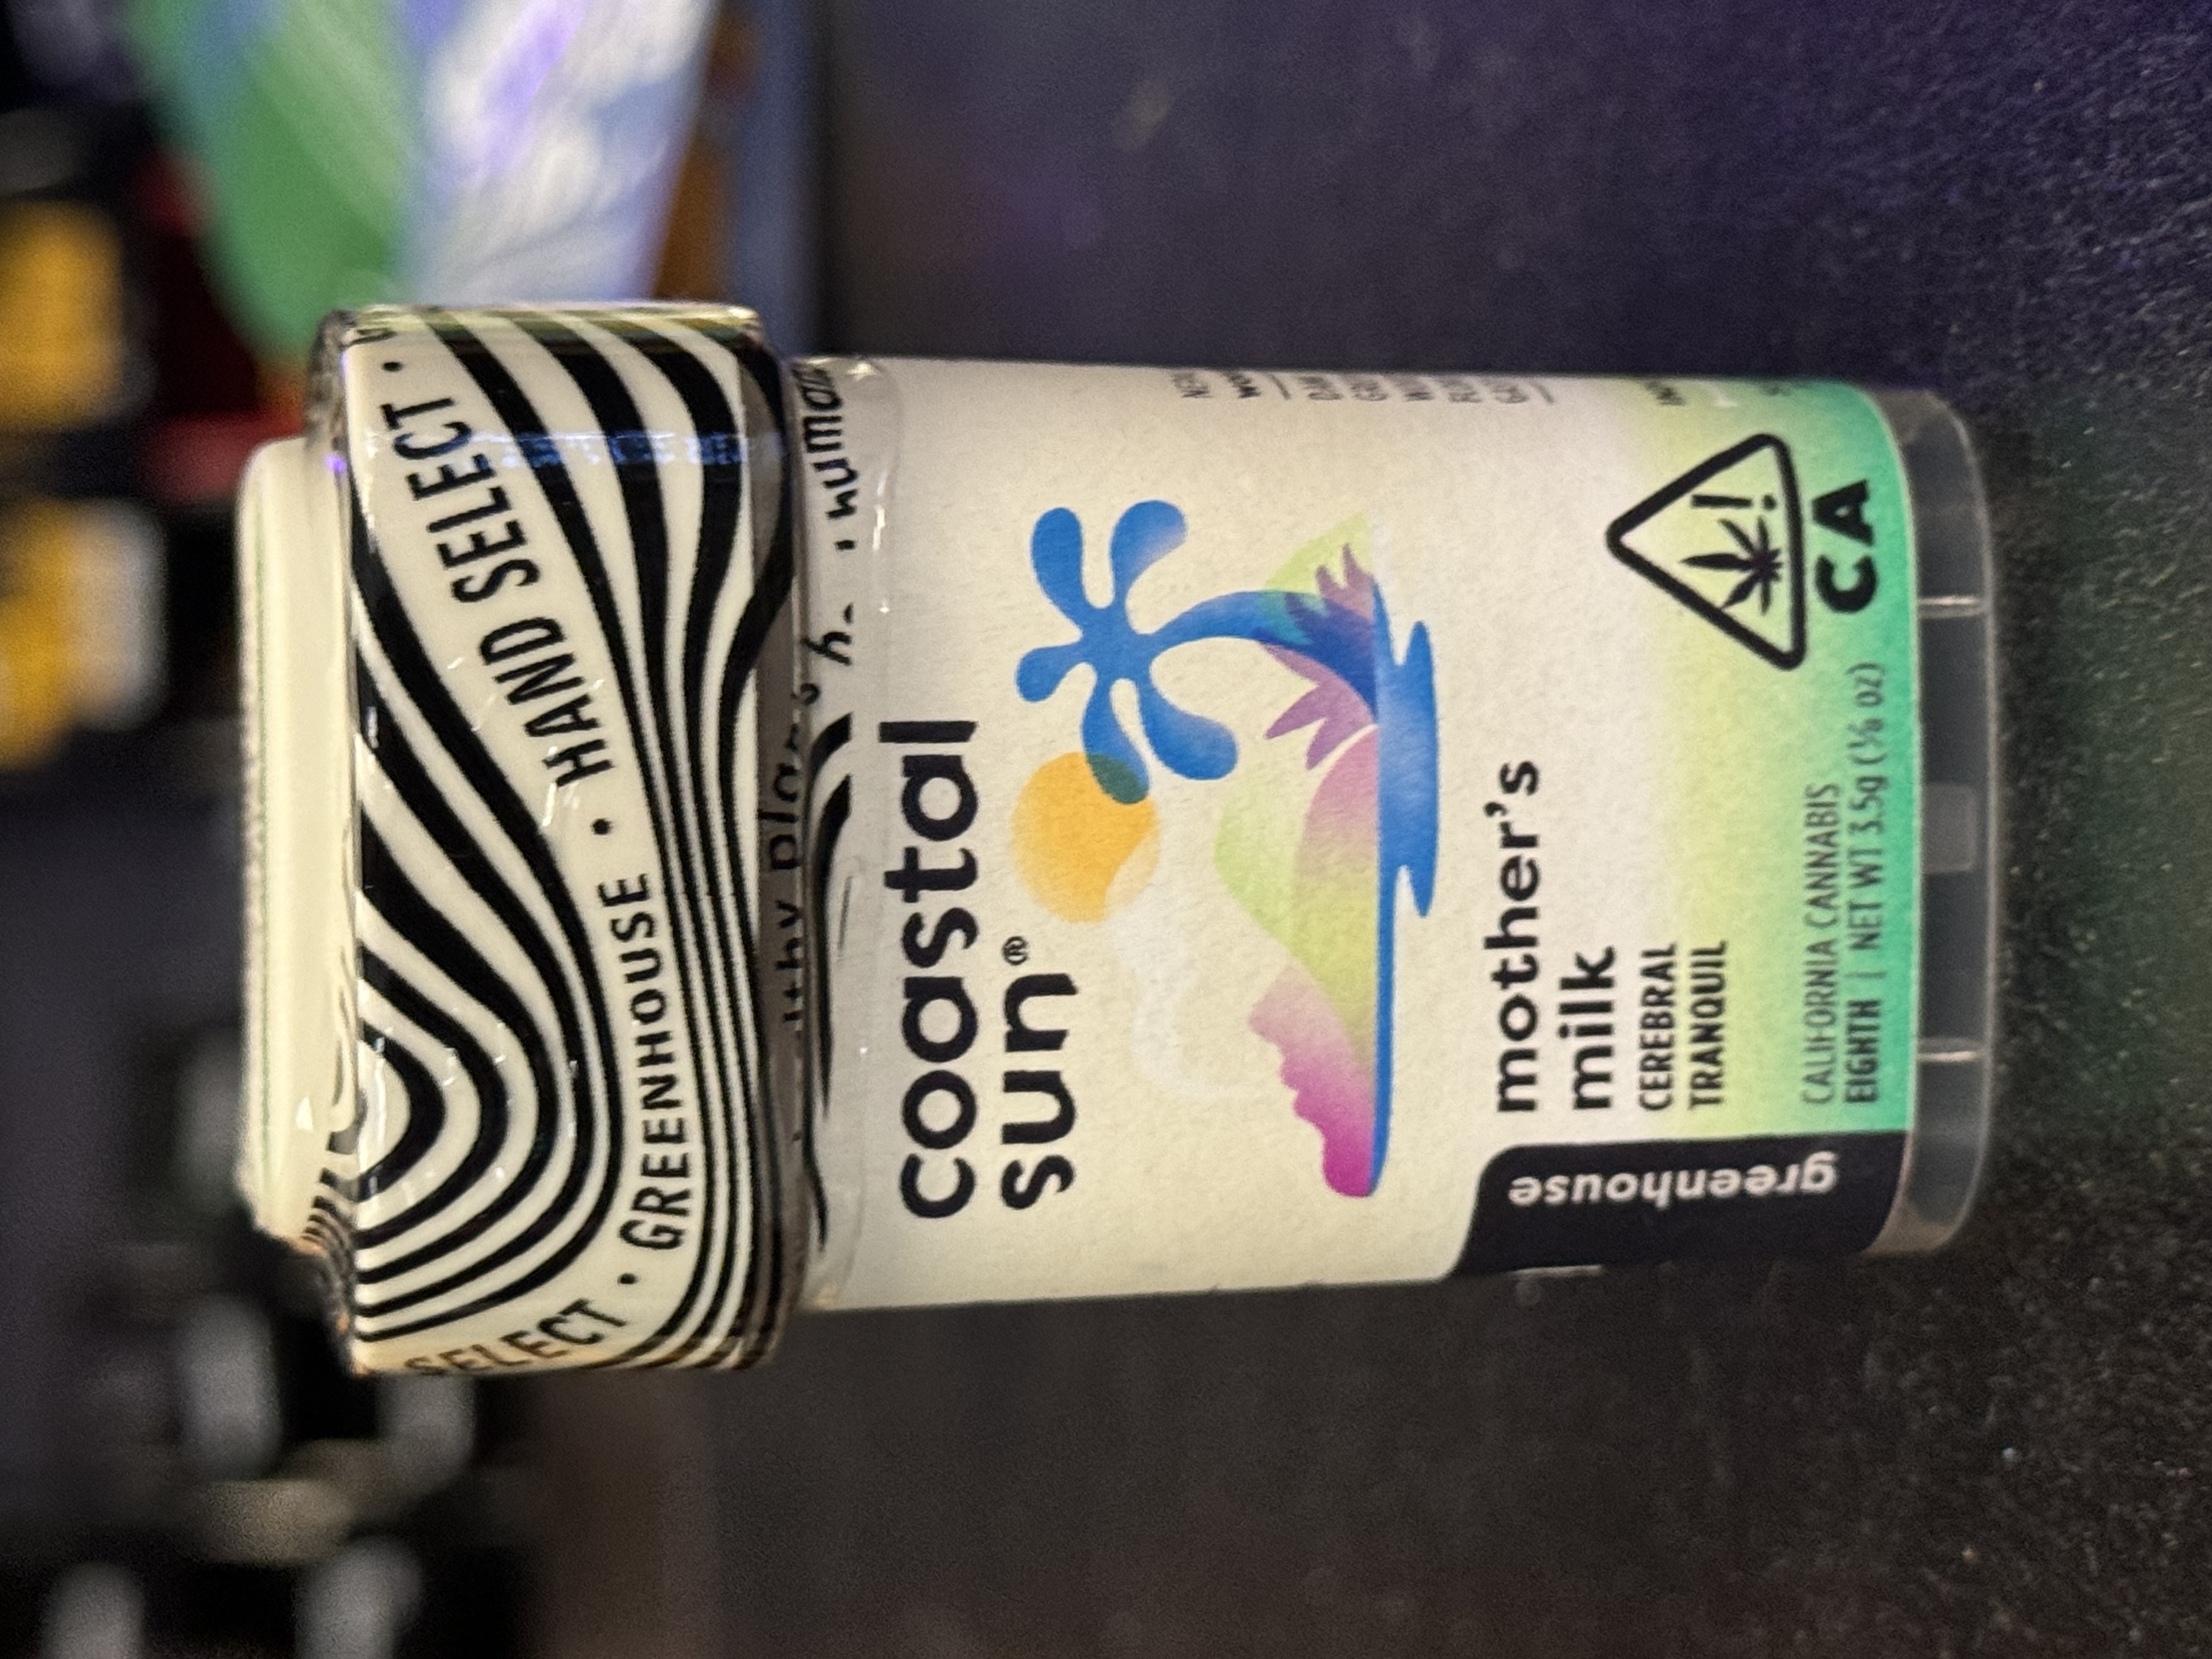 SELECT • GREENHOUSE • HAND SELECT •
coastal
sun®
mother's
milk
CEREBRAL
TRANQUIL
CALIFORNIA CANNABIS
EIGHTH | NET WT 3.5g (⅛ oz)
!
CA
greenhouse